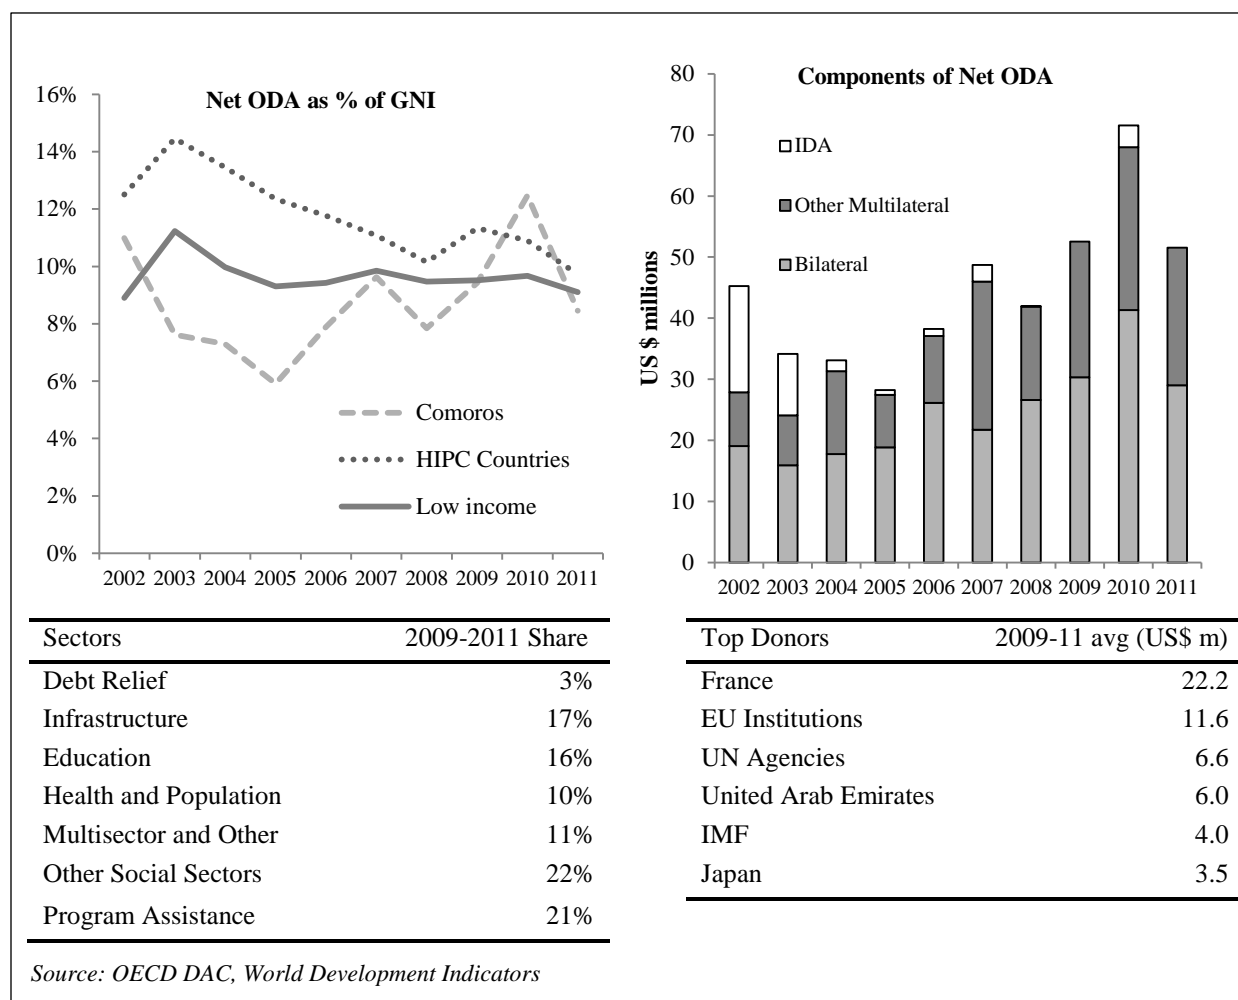 Net ODA as % of GNI
16%
14%
12%
10%
8%
6%
4%
2%
0%
Comoros
HIPC Countries
Low income
2002 2003 2004 2005 2006 2007 2008 2009 2010 2011
Components of Net ODA
US $ millions
80
70
60
50
40
30
20
10
0
IDA
Other Multilateral
Bilateral
2002 2003 2004 2005 2006 2007 2008 2009 2010 2011
Sectors 2009-2011 Share
Debt Relief 3%
Infrastructure 17%
Education 16%
Health and Population 10%
Multisector and Other 11%
Other Social Sectors 22%
Program Assistance 21%
Top Donors 2009-11 avg (US$ m)
France 22.2
EU Institutions 11.6
UN Agencies 6.6
United Arab Emirates 6.0
IMF 4.0
Japan 3.5
Source: OECD DAC, World Development Indicators